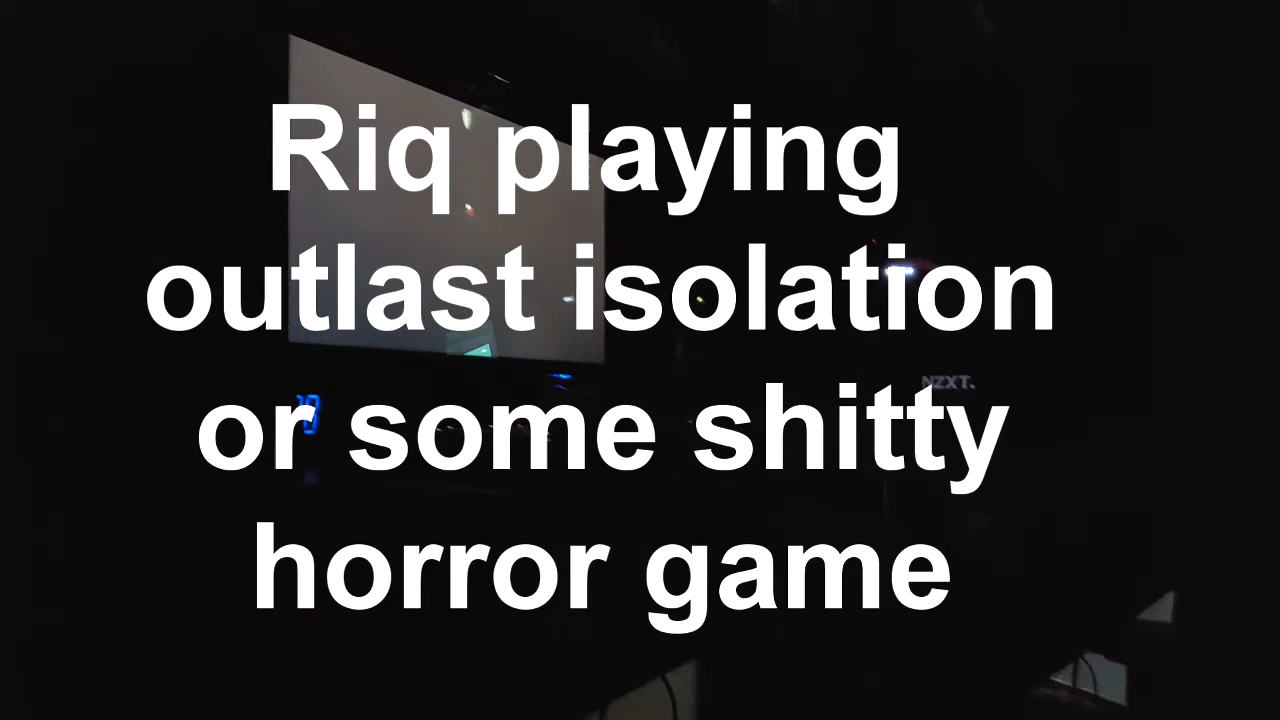 Riq playing
outlast isolation
or some shitty
horror game
NZXT.